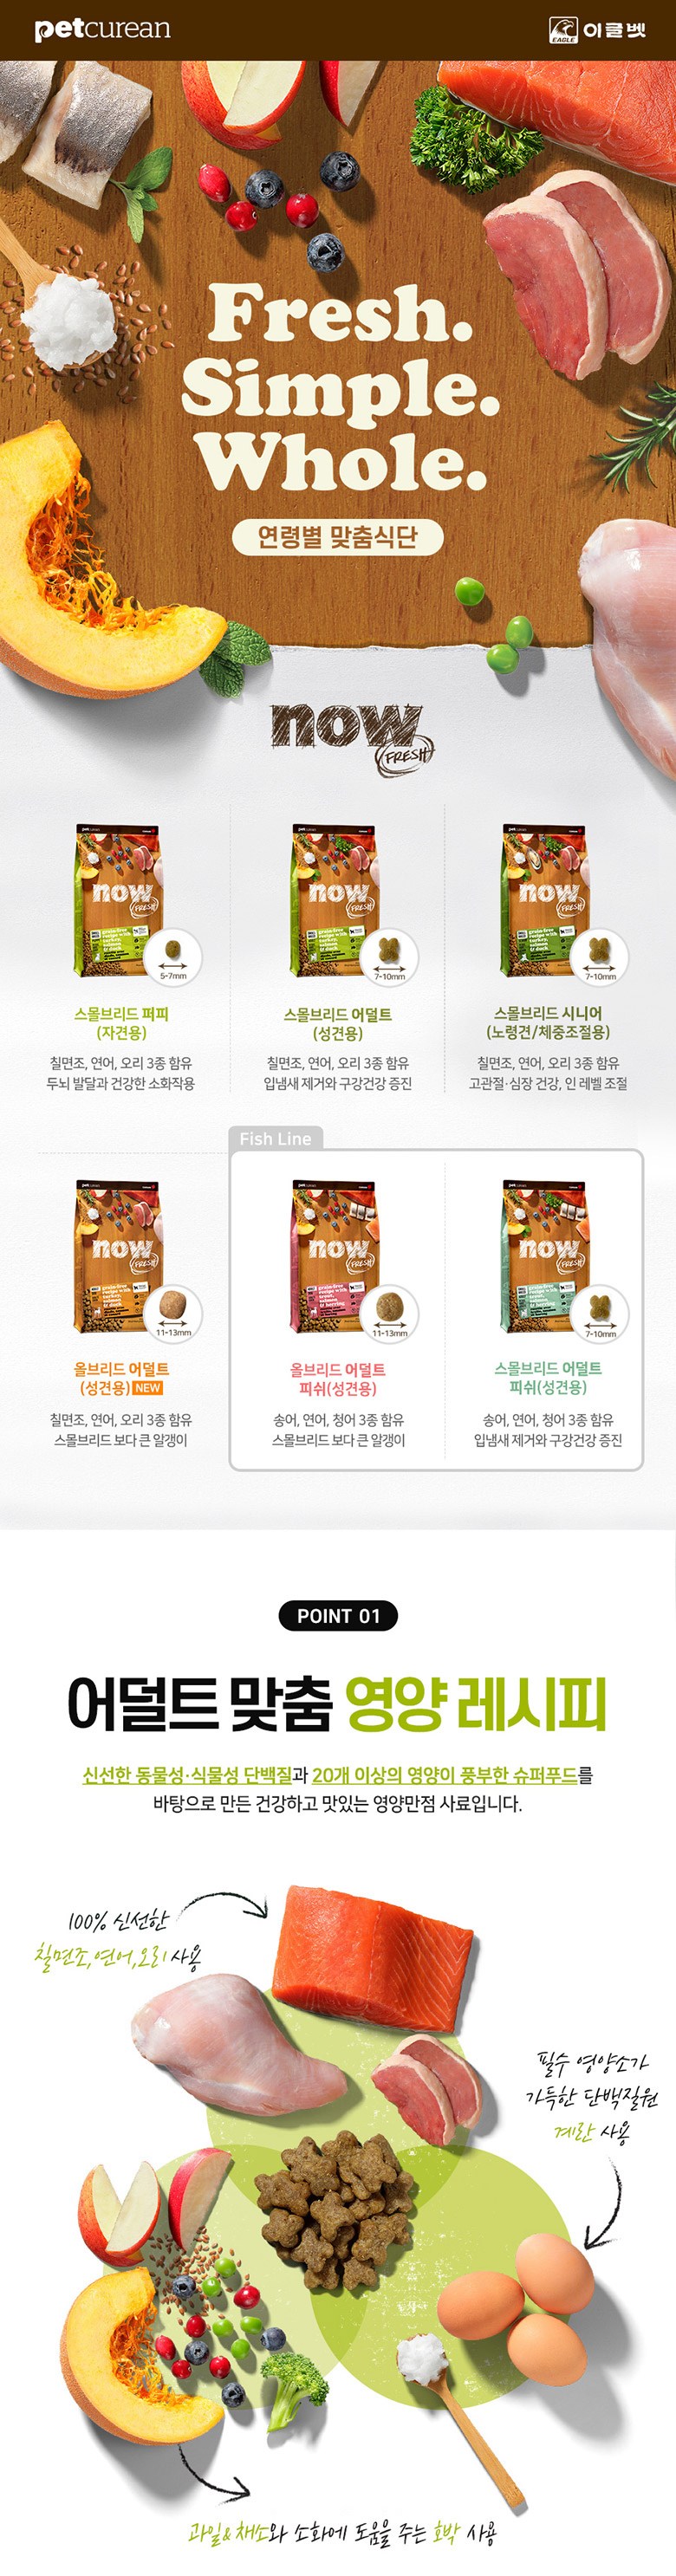 petcurean
EAGLE 이글벳
Fresh.
Simple.
Whole.
연령별 맞춤식단
now
FRESH
now
FRESH
5-7mm
now
FRESH
7-10mm
now
FRESH
7-10mm
스몰브리드 퍼피
(자견용)
칠면조, 연어, 오리 3종 함유
두뇌 발달과 건강한 소화작용
스몰브리드 어덜트
(성견용)
칠면조, 연어, 오리 3종 함유
입냄새 제거와 구강건강 증진
스몰브리드 시니어
(노령견/체중조절용)
칠면조, 연어, 오리 3종 함유
고관절·심장 건강, 인 레벨 조절
Fish Line
now
FRESH
11-13mm
now
FRESH
11-13mm
now
FRESH
7-10mm
올브리드 어덜트
(성견용) NEW
칠면조, 연어, 오리 3종 함유
스몰브리드 보다 큰 알갱이
올브리드 어덜트
피쉬(성견용)
송어, 연어, 청어 3종 함유
스몰브리드 보다 큰 알갱이
스몰브리드 어덜트
피쉬(성견용)
송어, 연어, 청어 3종 함유
입냄새 제거와 구강건강 증진
POINT 01
어덜트 맞춤 영양 레시피
신선한 동물성·식물성 단백질과 20개 이상의 영양이 풍부한 슈퍼푸드를
바탕으로 만든 건강하고 맛있는 영양만점 사료입니다.
100% 신선한
칠면조,연어,오리 사용
필수 영양소가
가득한 단백질원
계란 사용
과일&채소와 소화에 도움을 주는 호박 사용